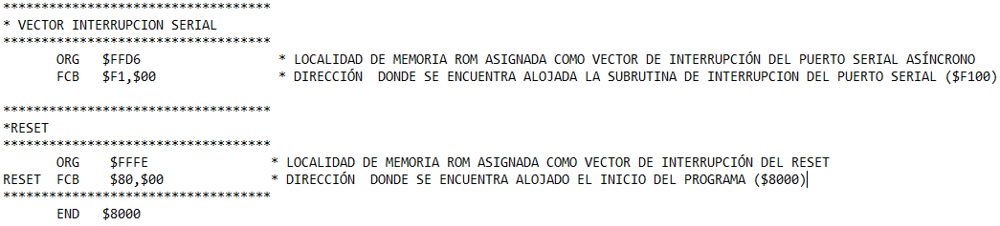 ***********************************
* VECTOR INTERRUPCION SERIAL
***********************************
       ORG   $FFD6                  * LOCALIDAD DE MEMORIA ROM ASIGNADA COMO VECTOR DE INTERRUPCIÓN DEL PUERTO SERIAL ASÍNCRONO
       FCB   $F1,$00                * DIRECCIÓN  DONDE SE ENCUENTRA ALOJADA LA SUBRUTINA DE INTERRUPCION DEL PUERTO SERIAL ($F100)

***********************************
*RESET
***********************************
       ORG    $FFFE                * LOCALIDAD DE MEMORIA ROM ASIGNADA COMO VECTOR DE INTERRUPCIÓN DEL RESET
RESET  FCB    $80,$00              * DIRECCIÓN  DONDE SE ENCUENTRA ALOJADO EL INICIO DEL PROGRAMA ($8000)
***********************************
       END   $8000